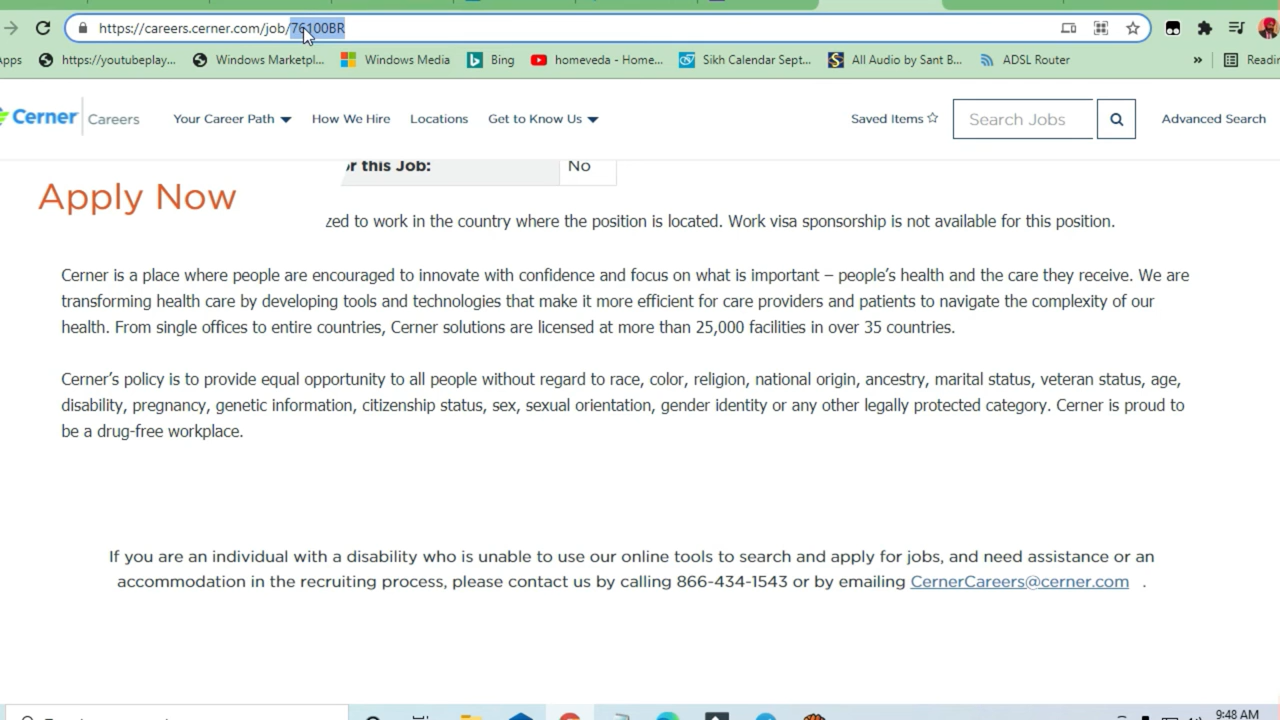 https://careers.cerner.com/job/76100BR
pps https://youtubeplay... Windows Marketpl... Windows Media Bing homeveda - Home... Sikh Calendar Sept... All Audio by Sant B... ADSL Router » Readin
Cerner Careers Your Career Path How We Hire Locations Get to Know Us Saved Items Search Jobs Advanced Search
r this Job: No
Apply Now
zed to work in the country where the position is located. Work visa sponsorship is not available for this position.
Cerner is a place where people are encouraged to innovate with confidence and focus on what is important – people’s health and the care they receive. We are
transforming health care by developing tools and technologies that make it more efficient for care providers and patients to navigate the complexity of our
health. From single offices to entire countries, Cerner solutions are licensed at more than 25,000 facilities in over 35 countries.
Cerner’s policy is to provide equal opportunity to all people without regard to race, color, religion, national origin, ancestry, marital status, veteran status, age,
disability, pregnancy, genetic information, citizenship status, sex, sexual orientation, gender identity or any other legally protected category. Cerner is proud to
be a drug-free workplace.
If you are an individual with a disability who is unable to use our online tools to search and apply for jobs, and need assistance or an
accommodation in the recruiting process, please contact us by calling 866-434-1543 or by emailing CernerCareers@cerner.com .
9:48 AM